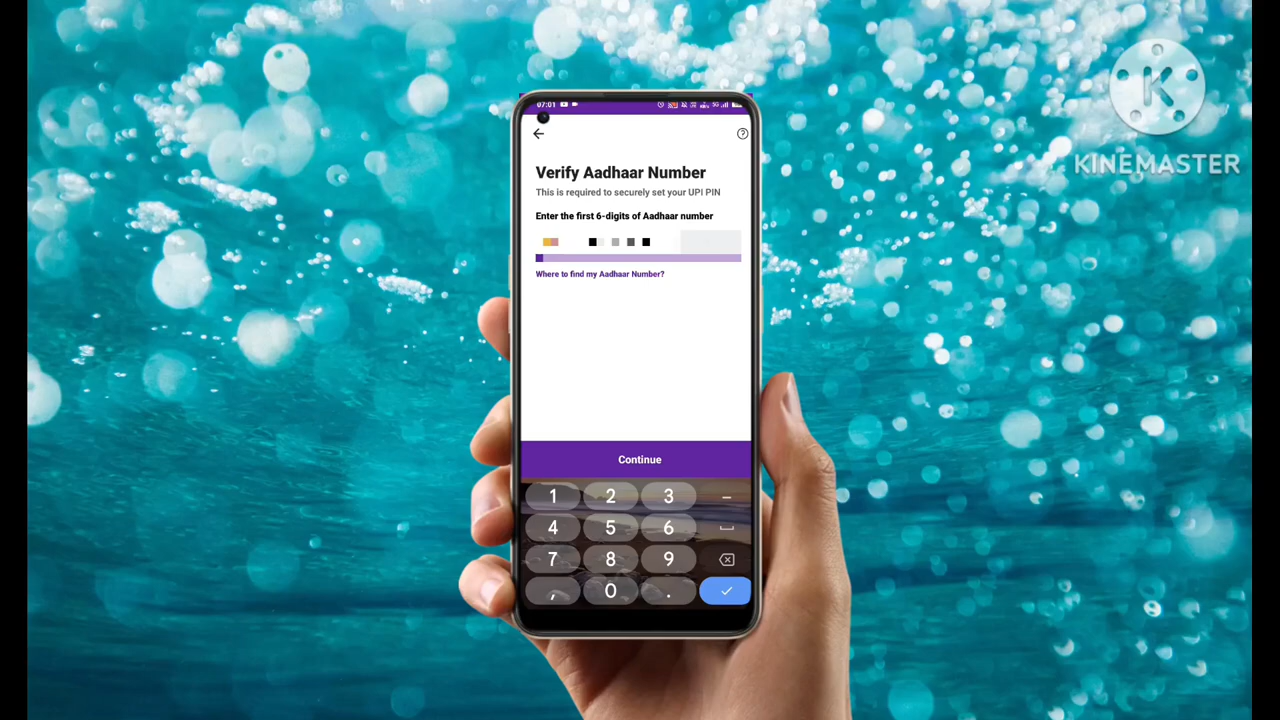 07:01
K
KINEMASTER
Verify Aadhaar Number
This is required to securely set your UPI PIN
Enter the first 6-digits of Aadhaar number
Where to find my Aadhaar Number?
Continue
1 2 3 –
4 5 6
7 8 9
, 0 .